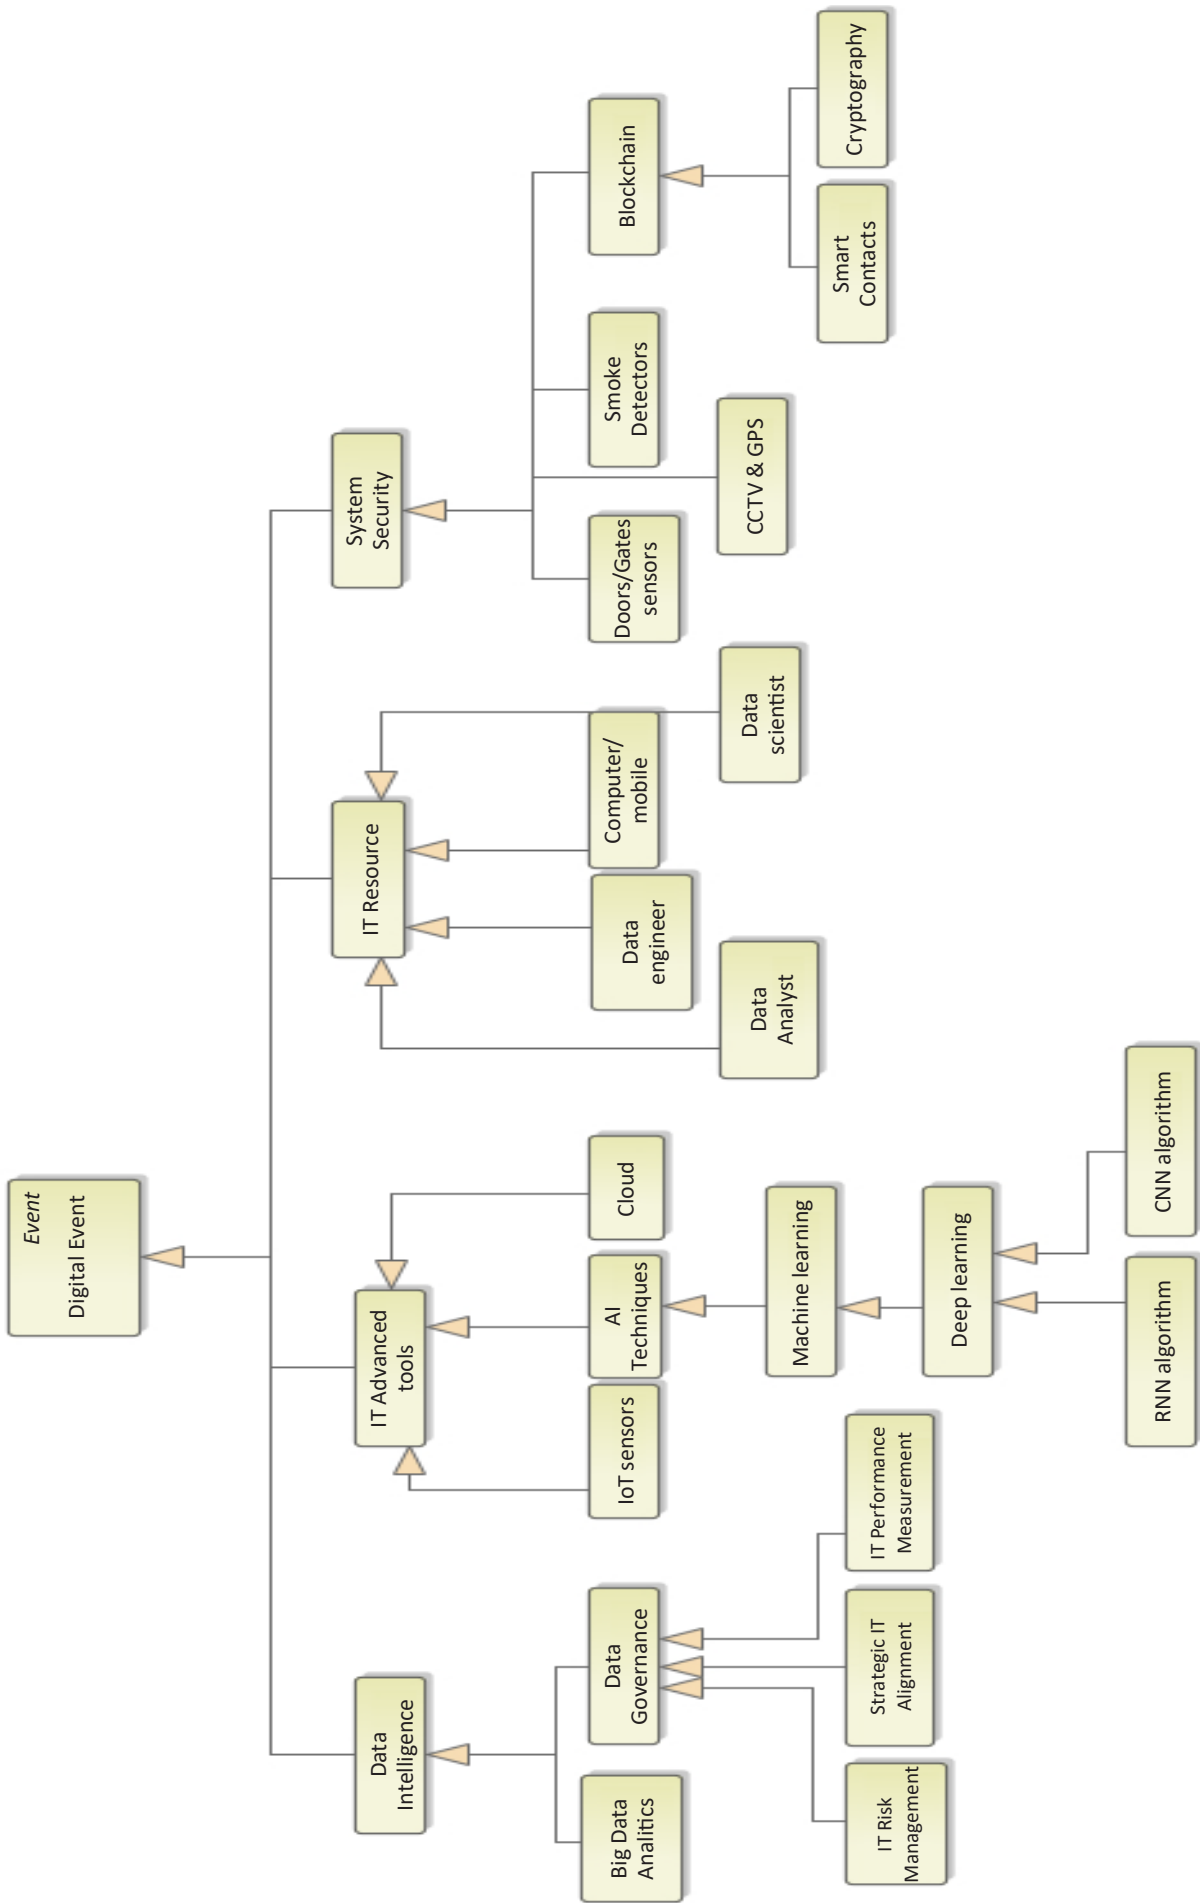 Event
Digital Event
Data
Intelligence
IT Advanced
tools
IT Resource
System
Security
Big Data
Analitics
Data
Governance
IoT sensors
AI
Techniques
Cloud
Data
engineer
Computer/
mobile
Doors/Gates
sensors
Smoke
Detectors
Blockchain
Data
Analyst
Data
scientist
CCTV & GPS
Machine learning
IT Risk
Management
Strategic IT
Alignment
IT Performance
Measurement
Smart
Contacts
Cryptography
Deep learning
RNN algorithm
CNN algorithm